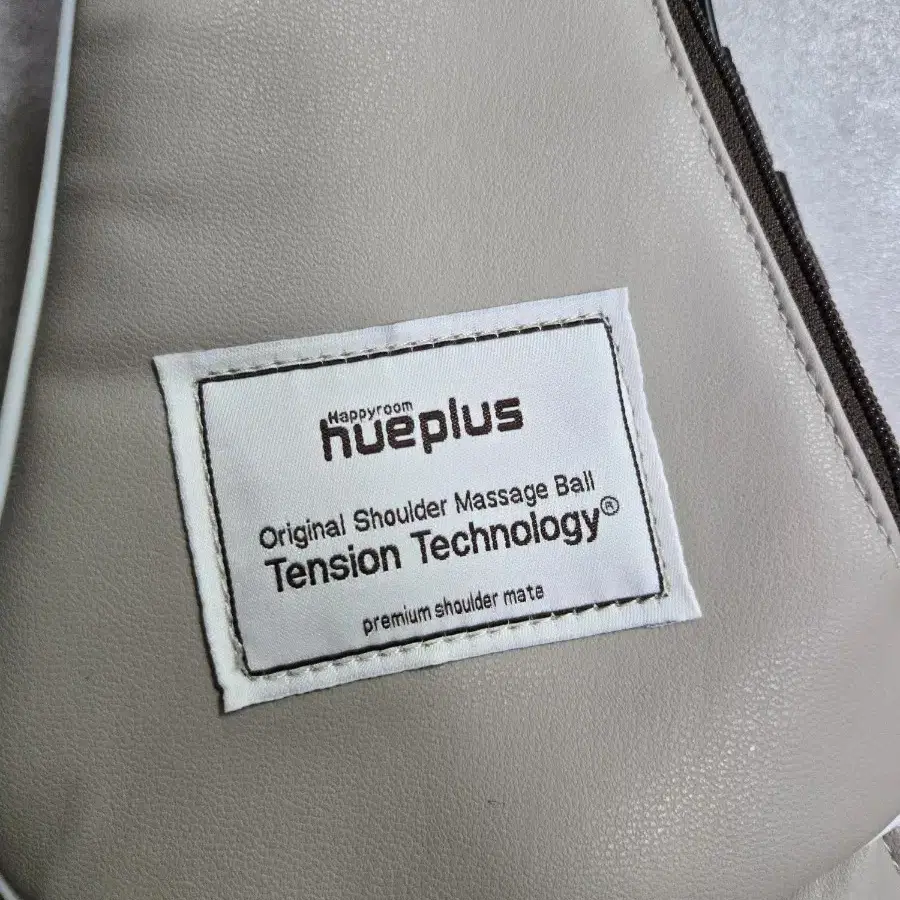 Happyroom
hueplus
Original Shoulder Massage Ball
Tension Technology®
premium shoulder mate